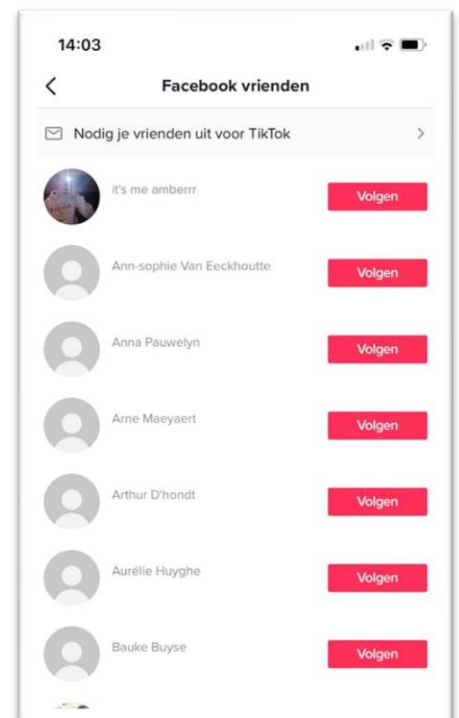 14:03
Facebook vrienden
Nodig je vrienden uit voor TikTok
it's me amberrr
Volgen
Ann-sophie Van Eeckhoutte
Volgen
Anna Pauwelyn
Volgen
Arne Maeyaert
Volgen
Arthur D'hondt
Volgen
Aurélie Huyghe
Volgen
Bauke Buyse
Volgen